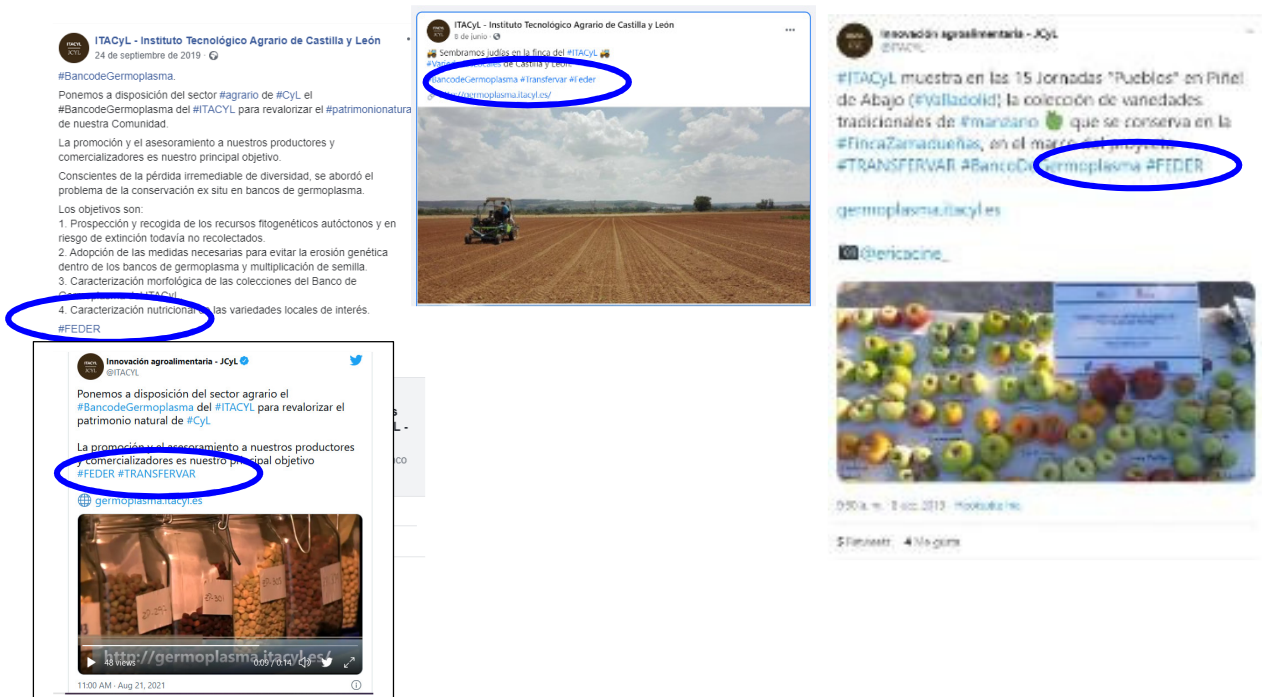 ITACyL - Instituto Tecnológico Agrario de Castilla y León
24 de septiembre de 2019 ·
#BancodeGermoplasma.
Ponemos a disposición del sector #agrario de #CyL el
#BancodeGermoplasma del #ITACYL para revalorizar el #patrimonionatura
de nuestra Comunidad.
La promoción y el asesoramiento a nuestros productores y
comercializadores es nuestro principal objetivo.
Conscientes de la pérdida irremediable de diversidad, se abordó el
problema de la conservación ex situ en bancos de germoplasma.
Los objetivos son:
1. Prospección y recogida de los recursos fitogenéticos autóctonos y en
riesgo de extinción todavía no recolectados.
2. Adopción de las medidas necesarias para evitar la erosión genética
dentro de los bancos de germoplasma y multiplicación de semilla.
3. Caracterización morfológica de las colecciones del Banco de
4. Caracterización nutricional de las variedades locales de interés.
#FEDER
ITACyL - Instituto Tecnológico Agrario de Castilla y León
8 de junio ·
Sembramos judías en la finca del #ITACyL
de Castilla y León.
#BancodeGermoplasma #Transfervar #Feder
http://germoplasma.itacyl.es/
Innovación agroalimentaria - JCyL
@ITACYL
#ITACyL muestra en las 15 Jornadas "Pueblos" en Piñel
de Abajo (#Valladolid) la colección de variedades
tradicionales de #manzano que se conserva en la
#FincaZamadueñas, en el marco del proyecto
#TRANSFERVAR #BancoDeGermoplasma #FEDER
germoplasma.itacyl.es
@ericacine_
5 Retweets 4 Me gusta
Innovación agroalimentaria - JCyL
@ITACYL
Ponemos a disposición del sector agrario el
#BancodeGermoplasma del #ITACYL para revalorizar el
patrimonio natural de #CyL
La promoción y el asesoramiento a nuestros productores
y comercializadores es nuestro principal objetivo
#FEDER #TRANSFERVAR
germoplasma.itacyl.es
http://germoplasma.itacyl.es/
48 views
0:09 / 0:14
11:00 AM · Aug 21, 2021